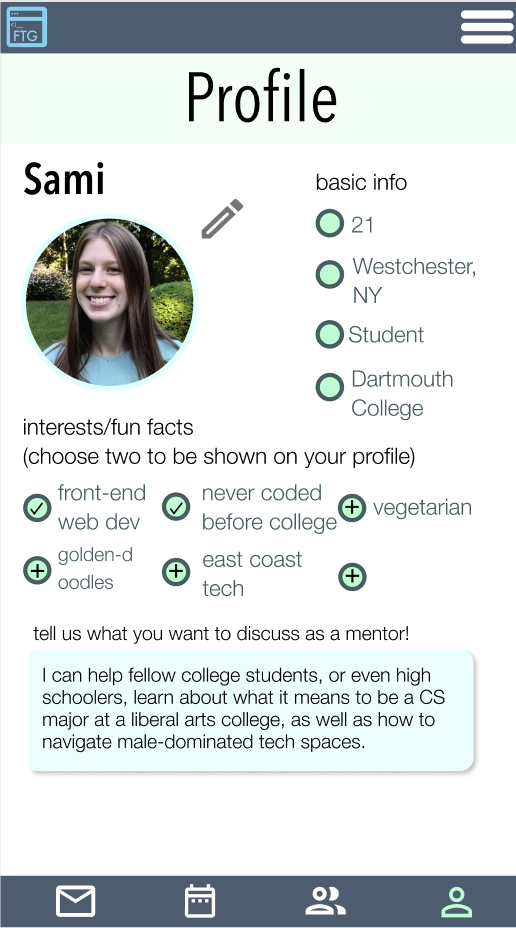 <!_
FTG
Profile
Sami
basic info
21
Westchester,
NY
Student
Dartmouth
College
interests/fun facts
(choose two to be shown on your profile)
front-end
web dev
never coded
before college
vegetarian
golden-d
oodles
east coast
tech
tell us what you want to discuss as a mentor!
I can help fellow college students, or even high
schoolers, learn about what it means to be a CS
major at a liberal arts college, as well as how to
navigate male-dominated tech spaces.